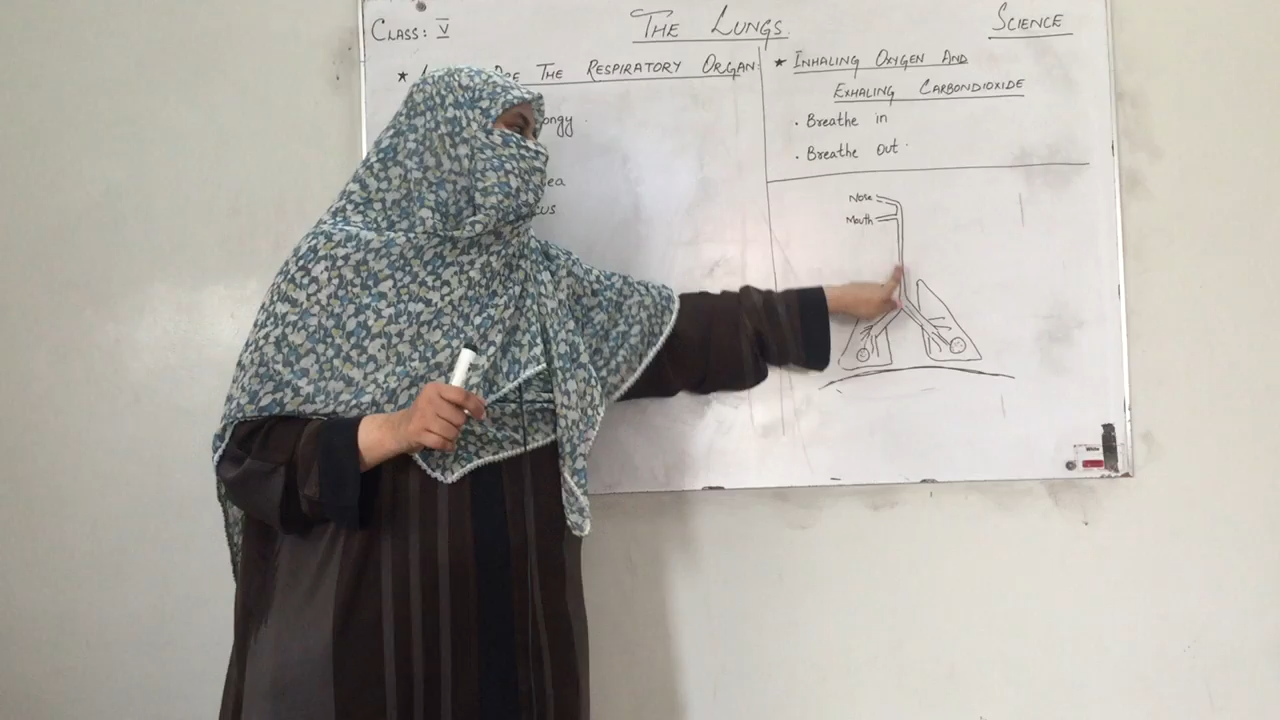 CLASS: V
THE LUNGS
SCIENCE
★ THE RESPIRATORY ORGAN:
★ INHALING OXYGEN AND
EXHALING CARBONDIOXIDE
. Breathe in
. Breathe out.
Nose
Mouth